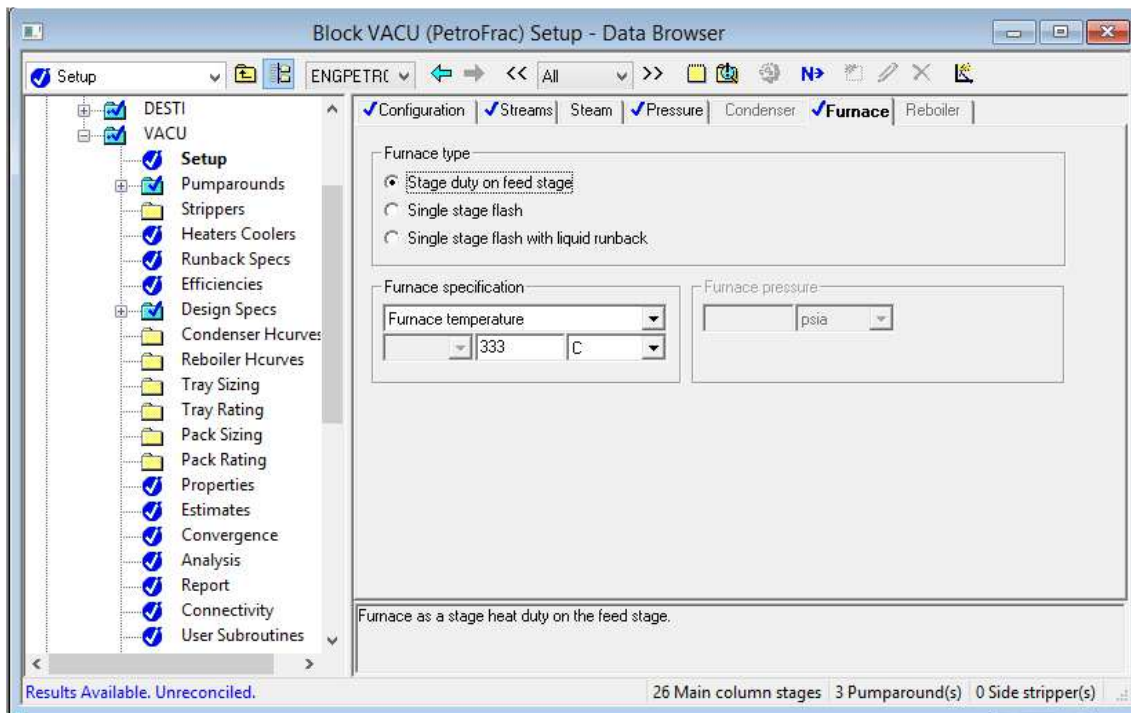 Block VACU (PetroFrac) Setup - Data Browser
Setup
ENGPETRC
<< All >>
N>
DESTI
VACU
Setup
Pumparounds
Strippers
Heaters Coolers
Runback Specs
Efficiencies
Design Specs
Condenser Hcurves
Reboiler Hcurves
Tray Sizing
Tray Rating
Pack Sizing
Pack Rating
Properties
Estimates
Convergence
Analysis
Report
Connectivity
User Subroutines
Configuration Streams Steam Pressure Condenser Furnace Reboiler
Furnace type
Stage duty on feed stage
Single stage flash
Single stage flash with liquid runback
Furnace specification
Furnace temperature
333 C
Furnace pressure
psia
Furnace as a stage heat duty on the feed stage.
Results Available. Unreconciled.
26 Main column stages 3 Pumparound(s) 0 Side stripper(s)